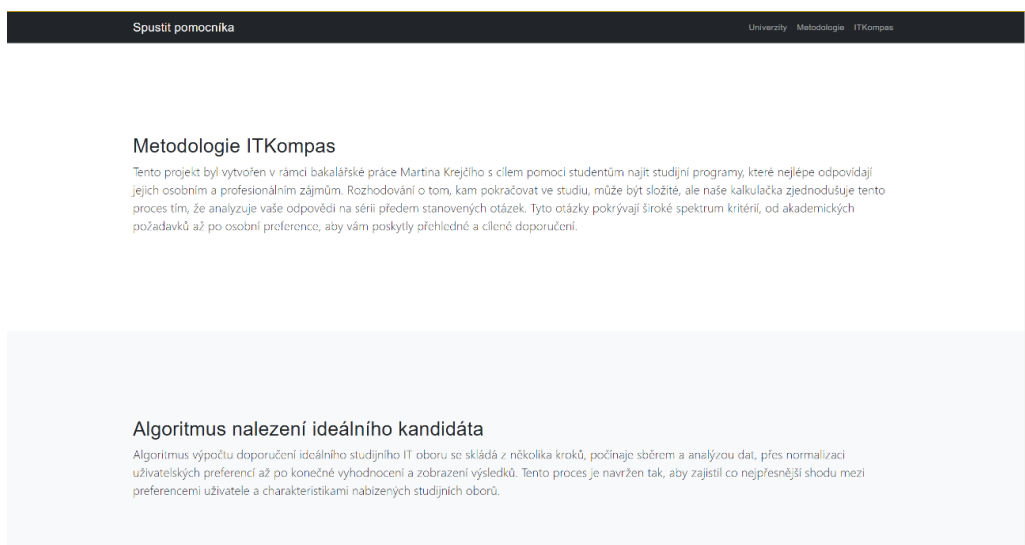 Spustit pomocníka
Univerzity Metodologie ITKompas
Metodologie ITKompas
Tento projekt byl vytvořen v rámci bakalářské práce Martina Krejčího s cílem pomoci studentům najít studijní programy, které nejlépe odpovídají
jejich osobním a profesionálním zájmům. Rozhodování o tom, kam pokračovat ve studiu, může být složité, ale naše kalkulačka zjednodušuje tento
proces tím, že analyzuje vaše odpovědi na sérii předem stanovených otázek. Tyto otázky pokrývají široké spektrum kritérií, od akademických
požadavků až po osobní preference, aby vám poskytly přehledné a cílené doporučení.
Algoritmus nalezení ideálního kandidáta
Algoritmus výpočtu doporučení ideálního studijního IT oboru se skládá z několika kroků, počínaje sběrem a analýzou dat, přes normalizaci
uživatelských preferencí až po konečné vyhodnocení a zobrazení výsledků. Tento proces je navržen tak, aby zajistil co nejpřesnější shodu mezi
preferencemi uživatele a charakteristikami nabízených studijních oborů.